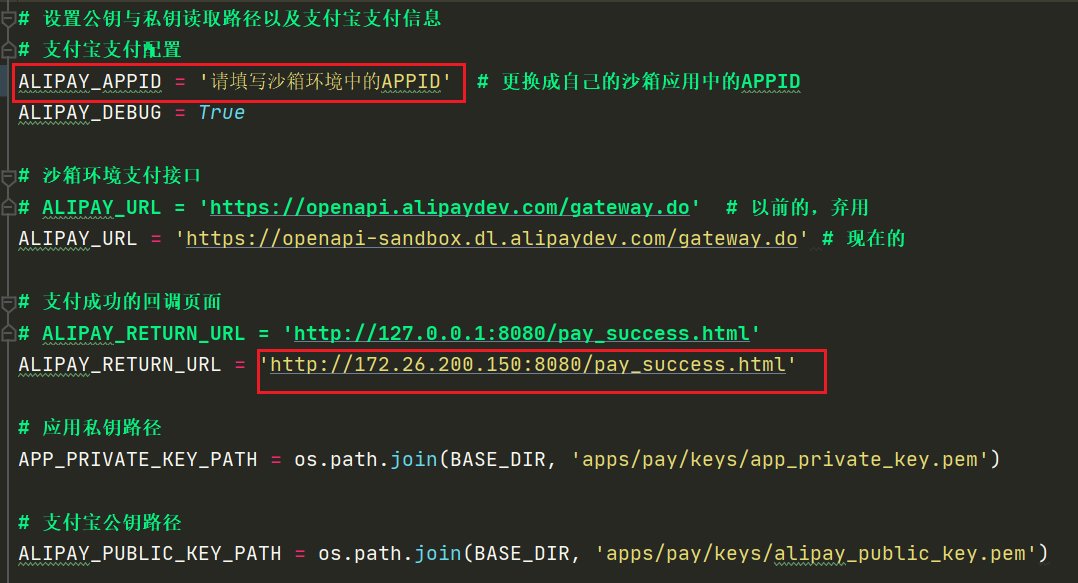 # 设置公钥与私钥读取路径以及支付宝支付信息
# 支付宝支付配置
ALIPAY_APPID = '请填写沙箱环境中的APPID'  # 更换成自己的沙箱应用中的APPID
ALIPAY_DEBUG = True
# 沙箱环境支付接口
# ALIPAY_URL = 'https://openapi.alipaydev.com/gateway.do'  # 以前的，弃用
ALIPAY_URL = 'https://openapi-sandbox.dl.alipaydev.com/gateway.do' # 现在的
# 支付成功的回调页面
# ALIPAY_RETURN_URL = 'http://127.0.0.1:8080/pay_success.html'
ALIPAY_RETURN_URL = 'http://172.26.200.150:8080/pay_success.html'
# 应用私钥路径
APP_PRIVATE_KEY_PATH = os.path.join(BASE_DIR, 'apps/pay/keys/app_private_key.pem')
# 支付宝公钥路径
ALIPAY_PUBLIC_KEY_PATH = os.path.join(BASE_DIR, 'apps/pay/keys/alipay_public_key.pem')